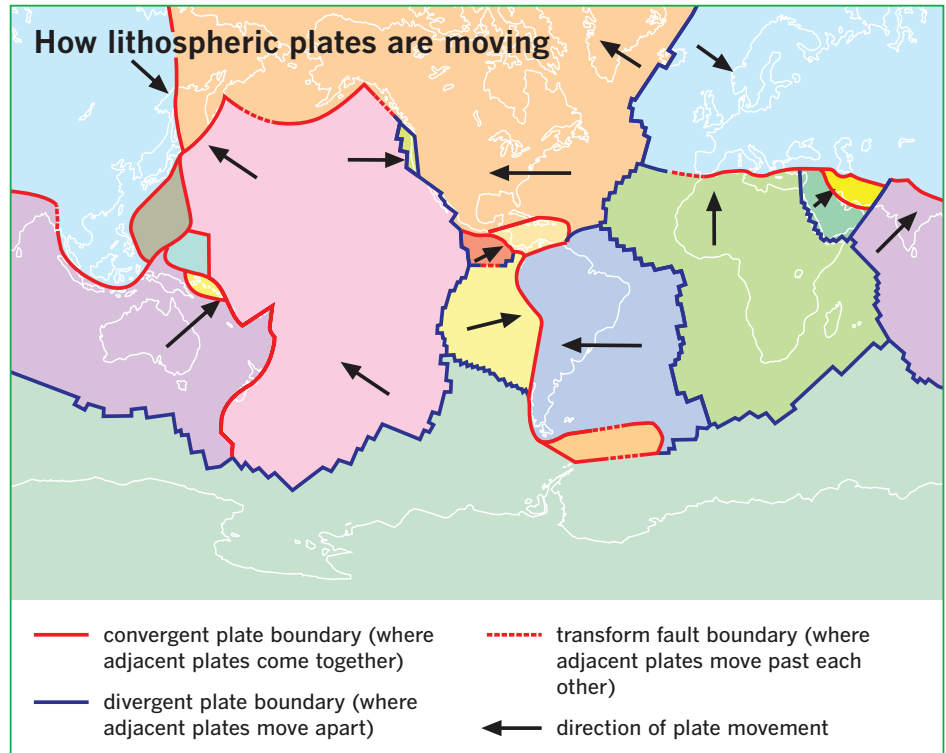 How lithospheric plates are moving
convergent plate boundary (where
adjacent plates come together)
divergent plate boundary (where
adjacent plates move apart)
transform fault boundary (where
adjacent plates move past each
other)
direction of plate movement